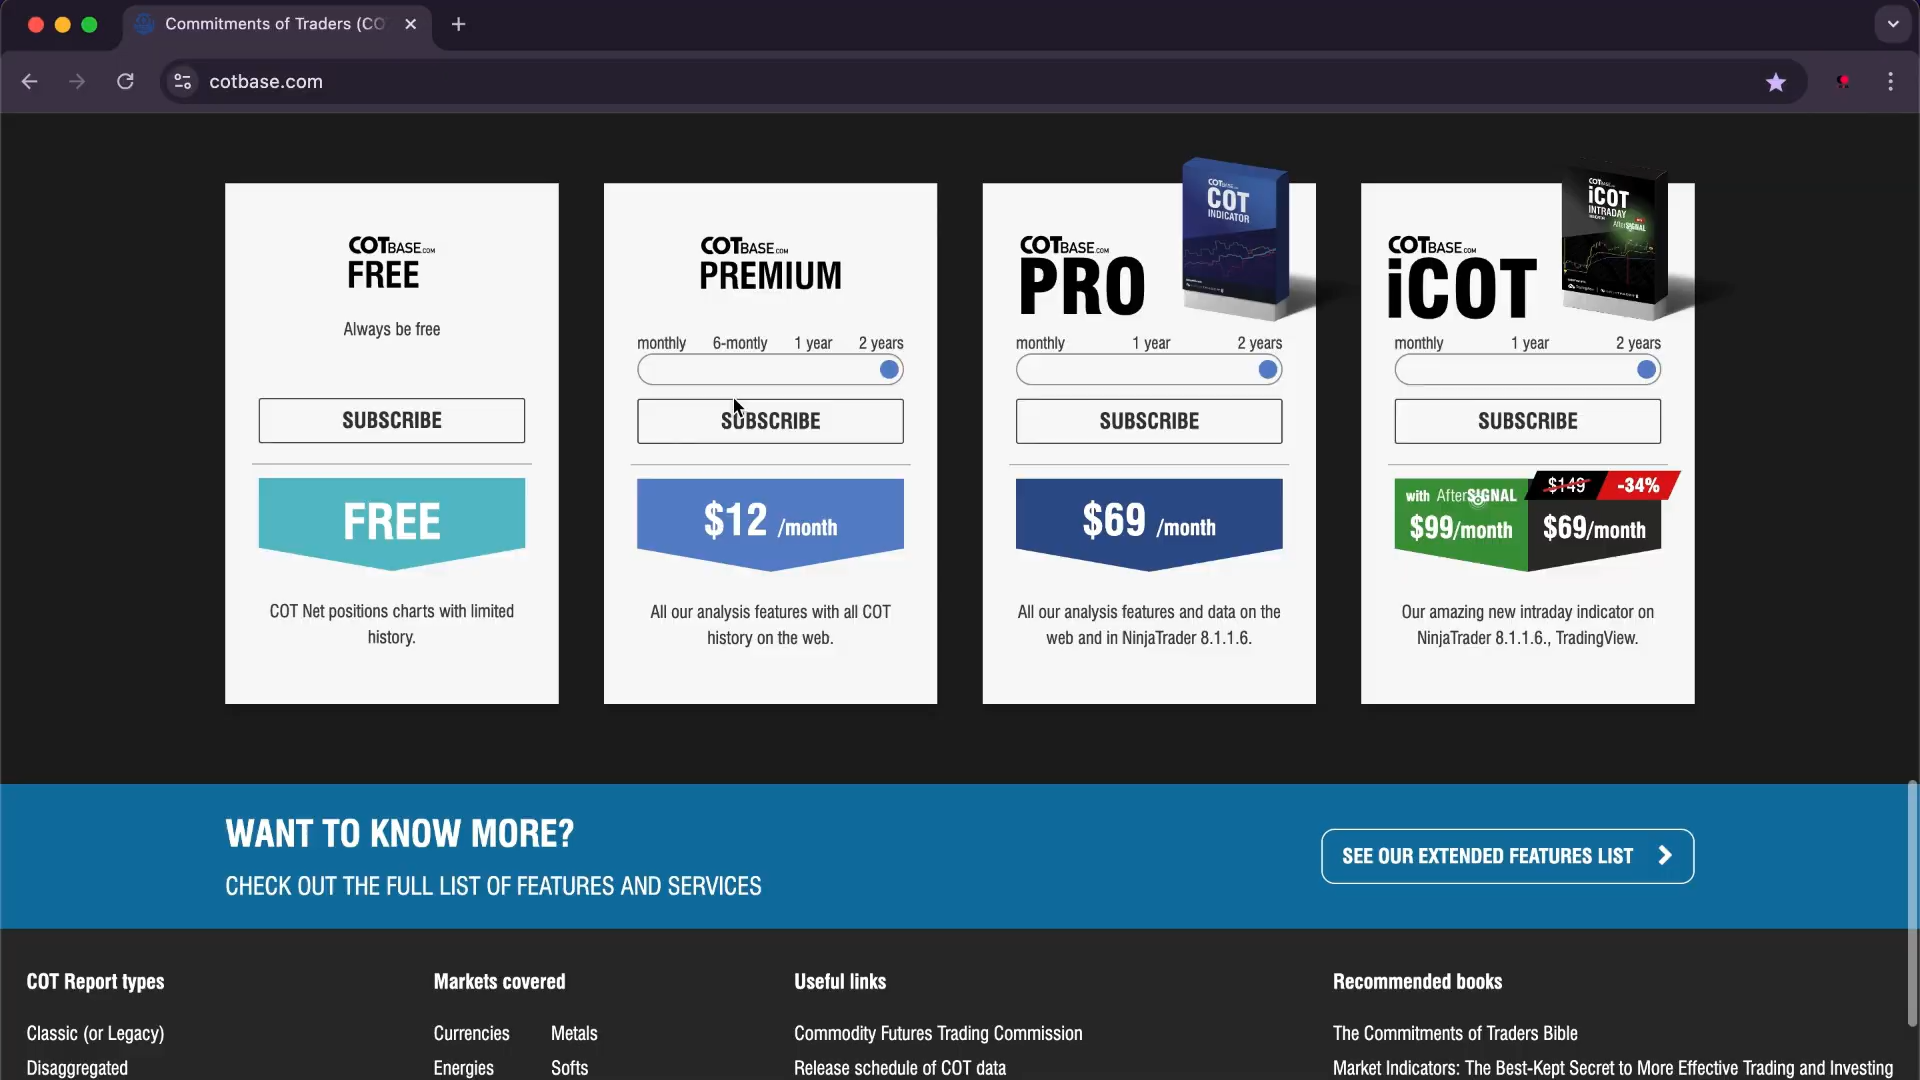 Commitments of Traders (CO
cotbase.com
COTBASE.COM
FREE
Always be free
SUBSCRIBE
FREE
COT Net positions charts with limited
history.
COTBASE.COM
PREMIUM
monthly 6-montly 1 year 2 years
SUBSCRIBE
$12 /month
All our analysis features with all COT
history on the web.
COTBASE.COM
PRO
COT
INDICATOR
monthly 1 year 2 years
SUBSCRIBE
$69 /month
All our analysis features and data on the
web and in NinjaTrader 8.1.1.6.
COTBASE.COM
iCOT
iCOT
INTRADAY
AfterSIGNAL
monthly 1 year 2 years
SUBSCRIBE
$149 -34%
with AfterSIGNAL
$99/month $69/month
Our amazing new intraday indicator on
NinjaTrader 8.1.1.6., TradingView.
WANT TO KNOW MORE?
CHECK OUT THE FULL LIST OF FEATURES AND SERVICES
SEE OUR EXTENDED FEATURES LIST
COT Report types
Classic (or Legacy)
Disaggregated
Markets covered
Currencies Metals
Energies Softs
Useful links
Commodity Futures Trading Commission
Release schedule of COT data
Recommended books
The Commitments of Traders Bible
Market Indicators: The Best-Kept Secret to More Effective Trading and Investing